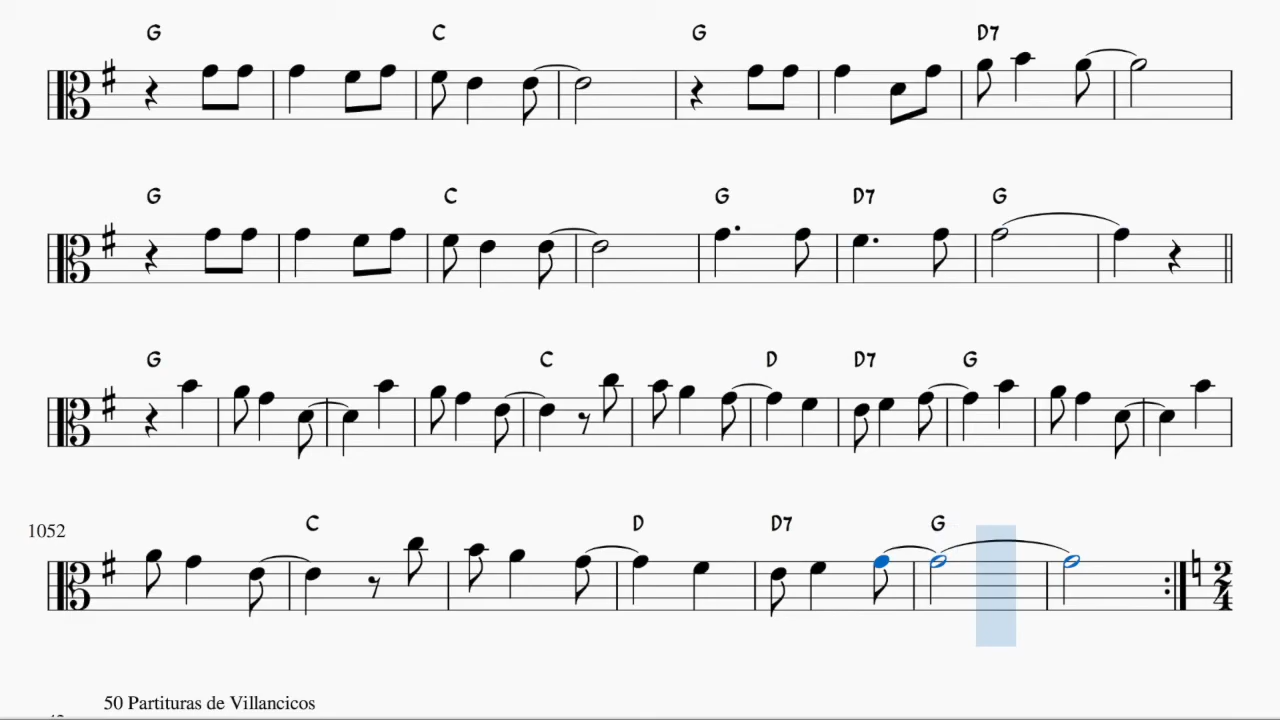 G C G D7
G C G D7 G
G C D D7 G
1052
C D D7 G
2
4
50 Partituras de Villancicos